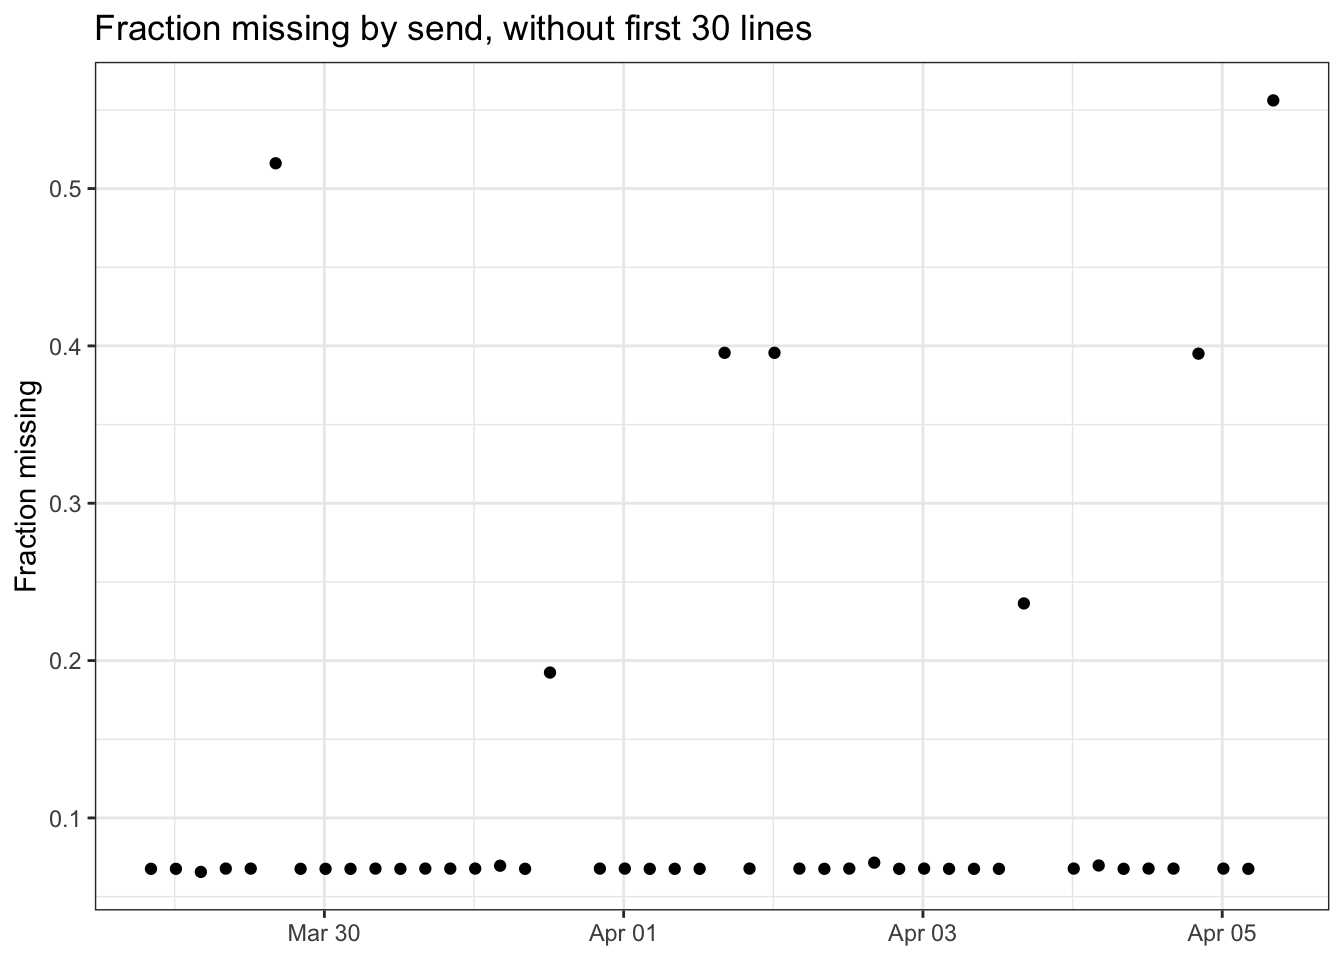 Fraction missing by send, without first 30 lines
Fraction missing
0.5
0.4
0.3
0.2
0.1
Mar 30
Apr 01
Apr 03
Apr 05